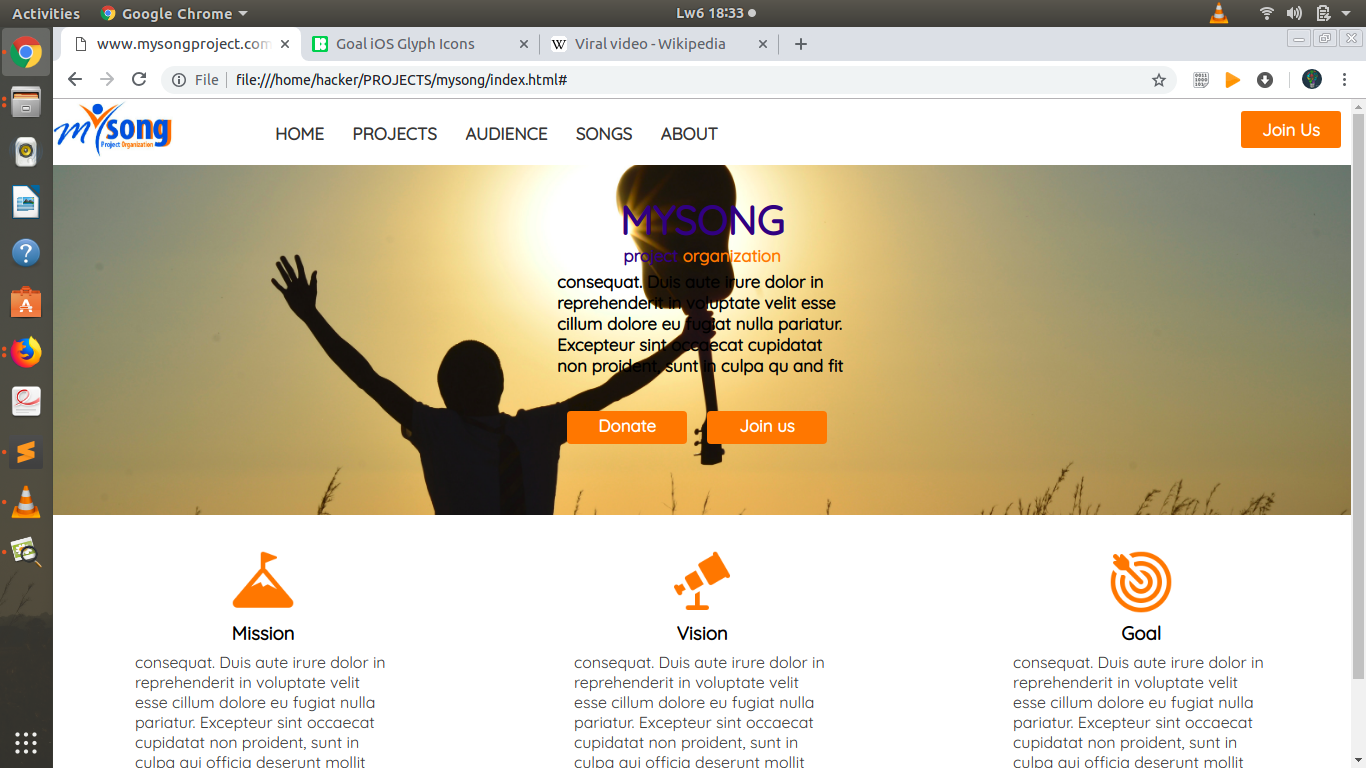 Activities Google Chrome Lw6 18:33
www.mysongproject.com Goal iOS Glyph Icons Viral video - Wikipedia
File file:///home/hacker/PROJECTS/mysong/index.html#
mysong
Project Organization
HOME PROJECTS AUDIENCE SONGS ABOUT Join Us
MYSONG
project organization
consequat. Duis aute irure dolor in
reprehenderit in voluptate velit esse
cillum dolore eu fugiat nulla pariatur.
Excepteur sint occaecat cupidatat
non proident, sunt in culpa qu and fit
Donate Join us
Mission
consequat. Duis aute irure dolor in
reprehenderit in voluptate velit
esse cillum dolore eu fugiat nulla
pariatur. Excepteur sint occaecat
cupidatat non proident, sunt in
culpa qui officia deserunt mollit
Vision
consequat. Duis aute irure dolor in
reprehenderit in voluptate velit
esse cillum dolore eu fugiat nulla
pariatur. Excepteur sint occaecat
cupidatat non proident, sunt in
culpa qui officia deserunt mollit
Goal
consequat. Duis aute irure dolor in
reprehenderit in voluptate velit
esse cillum dolore eu fugiat nulla
pariatur. Excepteur sint occaecat
cupidatat non proident, sunt in
culpa qui officia deserunt mollit